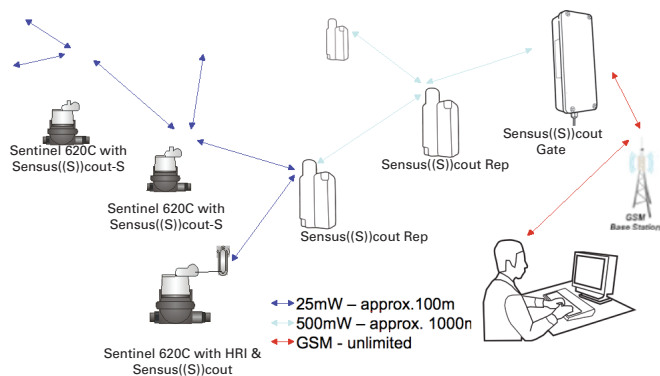 Sentinel 620C with
Sensus((S))cout-S
Sentinel 620C with
Sensus((S))cout-S
Sentinel 620C with HRI &
Sensus((S))cout
Sensus((S))cout Rep
Sensus((S))cout Rep
Sensus((S))cout
Gate
GSM
Base Station
25mW – approx.100m
500mW – approx. 1000m
GSM - unlimited